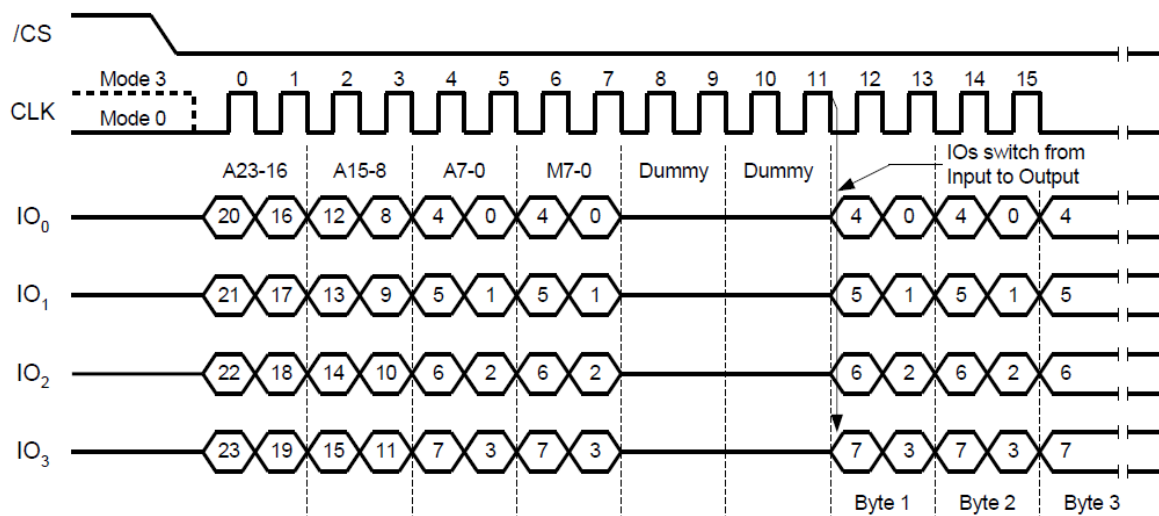 /CS
Mode 3 0 1 2 3 4 5 6 7 8 9 10 11 12 13 14 15
CLK
Mode 0
IOs switch from
Input to Output
A23-16 A15-8 A7-0 M7-0 Dummy Dummy
IO0 20 16 12 8 4 0 4 0 4 0 4 0 4
IO1 21 17 13 9 5 1 5 1 5 1 5 1 5
IO2 22 18 14 10 6 2 6 2 6 2 6 2 6
IO3 23 19 15 11 7 3 7 3 7 3 7 3 7
Byte 1 Byte 2 Byte 3